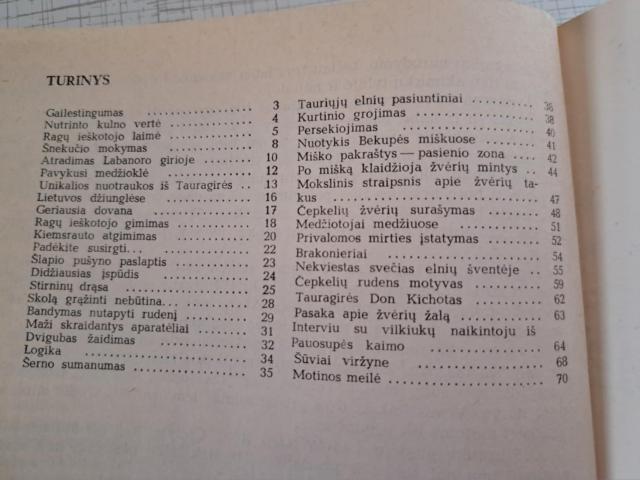 TURINYS
Gailestingumas . . . . . . . . . . . . . . . . 3
Nutrinto kulno vertė . . . . . . . . . . . . 4
Ragų ieškotojo laimė . . . . . . . . . . . . 5
Šnekučio mokymas . . . . . . . . . . . . . 8
Atradimas Labanoro girioje . . . . . . . . 10
Pavykusi medžioklė . . . . . . . . . . . . . 12
Unikalios nuotraukos iš Tauragirės . . 13
Lietuvos džiunglėse . . . . . . . . . . . . . 16
Geriausia dovana . . . . . . . . . . . . . . 17
Ragų ieškotojo gimimas . . . . . . . . . . 18
Kiemsrauto atgimimas . . . . . . . . . . . 20
Padėkite susirgti... . . . . . . . . . . . . . 22
Šlapio pušyno paslaptis . . . . . . . . . . 23
Didžiausias įspūdis . . . . . . . . . . . . . 24
Stirninų drąsa . . . . . . . . . . . . . . . . 25
Skolą grąžinti nebūtina... . . . . . . . . . 28
Bandymas nutapyti rudenį . . . . . . . . 29
Maži skraidantys aparatėliai . . . . . . . 31
Dvigubas žaidimas . . . . . . . . . . . . . 32
Logika . . . . . . . . . . . . . . . . . . . . . 34
Šerno sumanumas . . . . . . . . . . . . . . 35
Tauriųjų elnių pasiuntiniai . . . . . . . . 36
Kurtinio grojimas . . . . . . . . . . . . . . 38
Persekiojimas . . . . . . . . . . . . . . . . 40
Nuotykis Bekupės miškuose . . . . . . . 41
Miško pakraštys — pasienio zona . . . . 42
Po mišką klaidžioja žvėrių mintys . . 44
Mokslinis straipsnis apie žvėrių ta-
kus . . . . . . . . . . . . . . . . . . . . . . . 47
Čepkelių žvėrių surašymas . . . . . . . . 48
Medžiotojai medžiuose . . . . . . . . . . . 51
Privalomos mirties įstatymas . . . . . . . 52
Brakonieriai . . . . . . . . . . . . . . . . . 54
Nekviestas svečias elnių šventėje . . 55
Čepkelių rudens motyvas . . . . . . . . . 59
Tauragirės Don Kichotas . . . . . . . . . 62
Pasaka apie žvėrių žalą . . . . . . . . . . 63
Interviu su vilkiukų naikintoju iš
Pauosupės kaimo . . . . . . . . . . . . . . 64
Šūviai viržyne . . . . . . . . . . . . . . . . 68
Motinos meilė . . . . . . . . . . . . . . . . 70